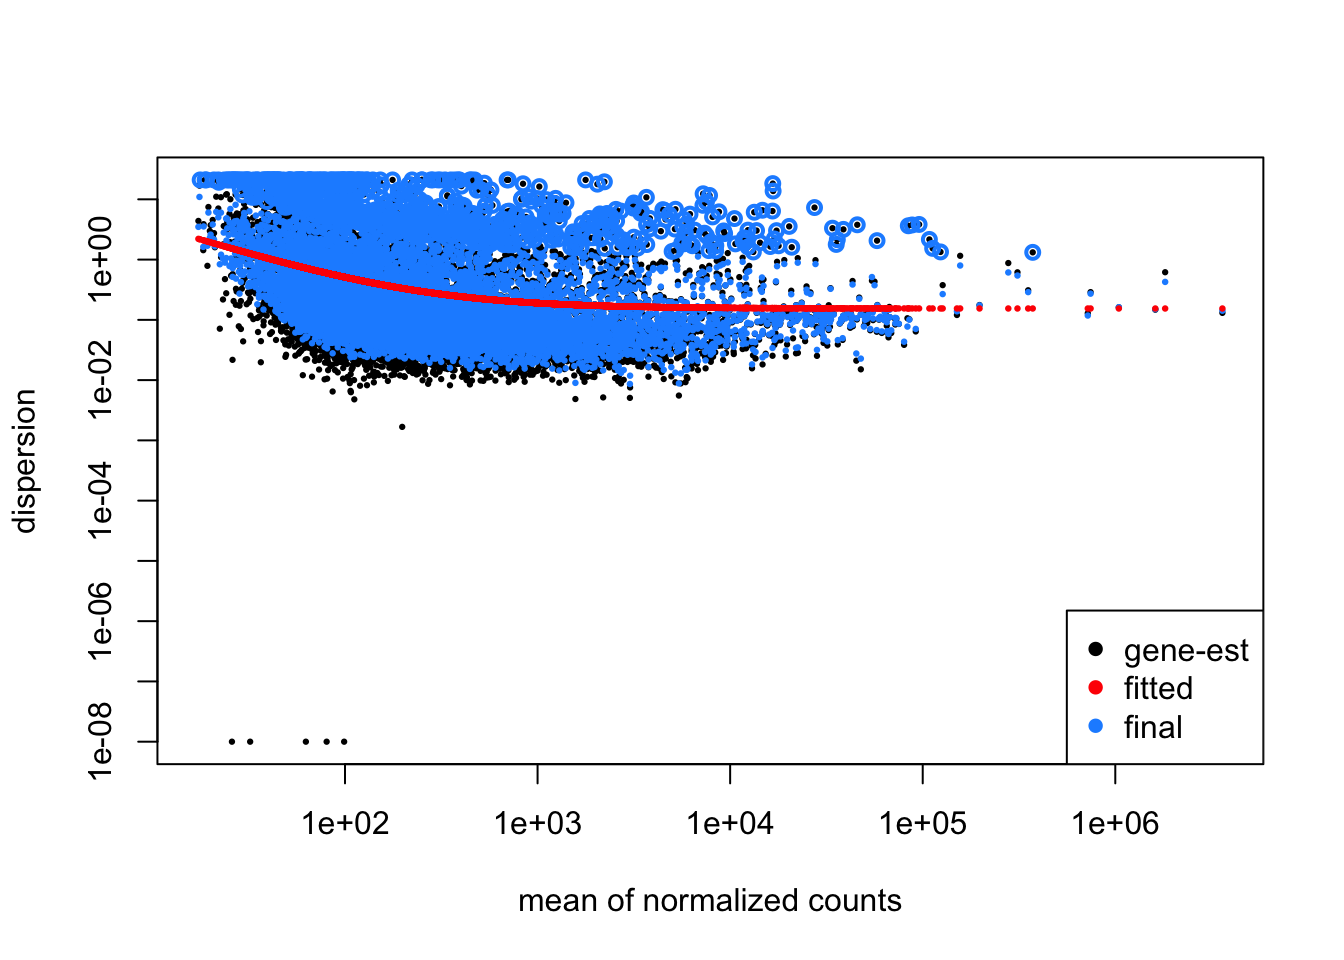 dispersion
1e+00
1e-02
1e-04
1e-06
1e-08
1e+02 1e+03 1e+04 1e+05 1e+06
mean of normalized counts
gene-est
fitted
final